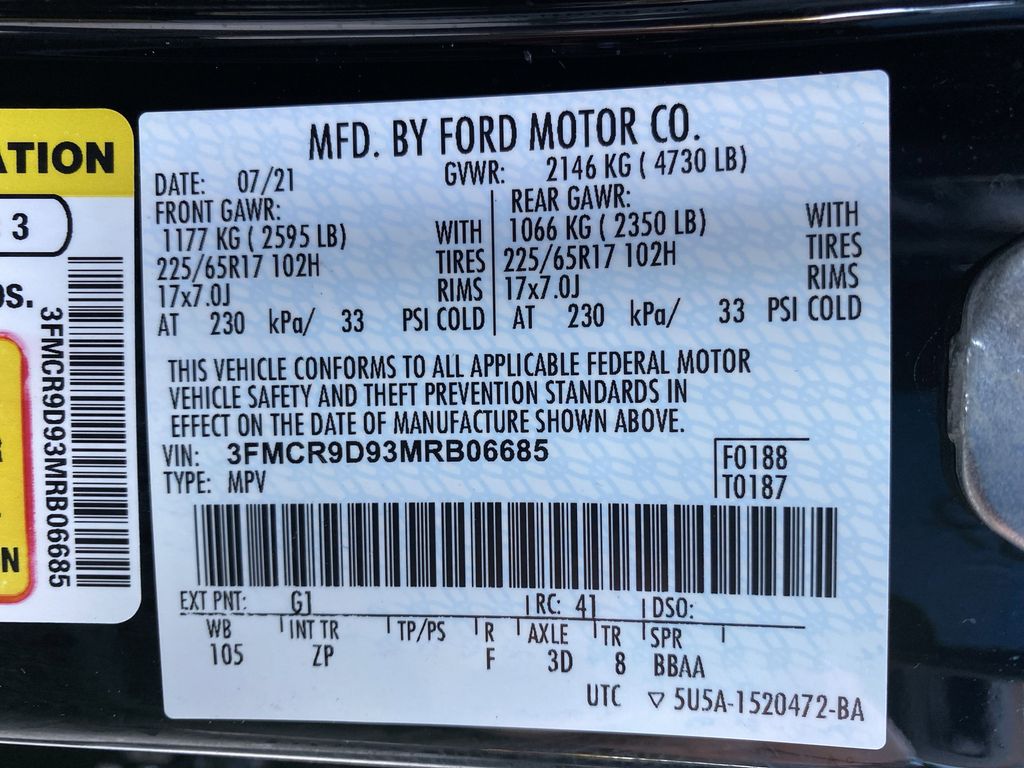 ATION
3
3FMCR9D93MRB06685
MFD. BY FORD MOTOR CO.
DATE: 07/21 GVWR: 2146 KG ( 4730 LB)
FRONT GAWR: REAR GAWR:
1177 KG ( 2595 LB) WITH 1066 KG ( 2350 LB) WITH
225/65R17 102H TIRES 225/65R17 102H TIRES
17x7.0J RIMS 17x7.0J RIMS
AT 230 kPa/ 33 PSI COLD AT 230 kPa/ 33 PSI COLD
THIS VEHICLE CONFORMS TO ALL APPLICABLE FEDERAL MOTOR
VEHICLE SAFETY AND THEFT PREVENTION STANDARDS IN
EFFECT ON THE DATE OF MANUFACTURE SHOWN ABOVE.
VIN: 3FMCR9D93MRB06685 F0188
TYPE: MPV T0187
EXT PNT: G1 RC: 41 DSO:
WB INT TR TP/PS R AXLE TR SPR
105 ZP F 3D 8 BBAA
UTC ▽ 5U5A-1520472-BA